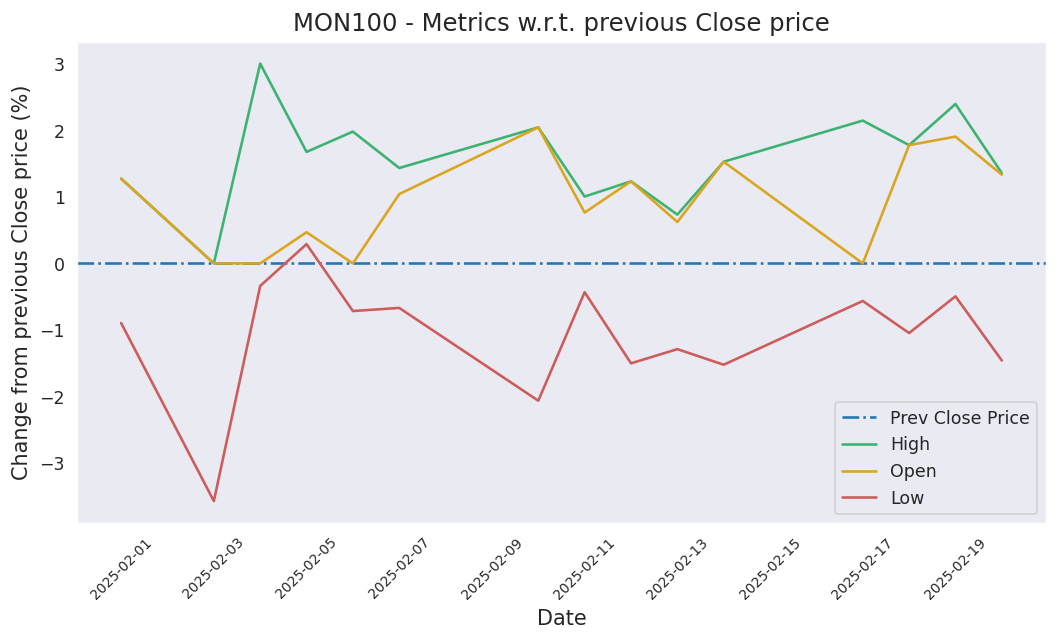 MON100 - Metrics w.r.t. previous Close price
Change from previous Close price (%)
3
2
1
0
−1
−2
−3
Prev Close Price
High
Open
Low
2025-02-01
2025-02-03
2025-02-05
2025-02-07
2025-02-09
2025-02-11
2025-02-13
2025-02-15
2025-02-17
2025-02-19
Date